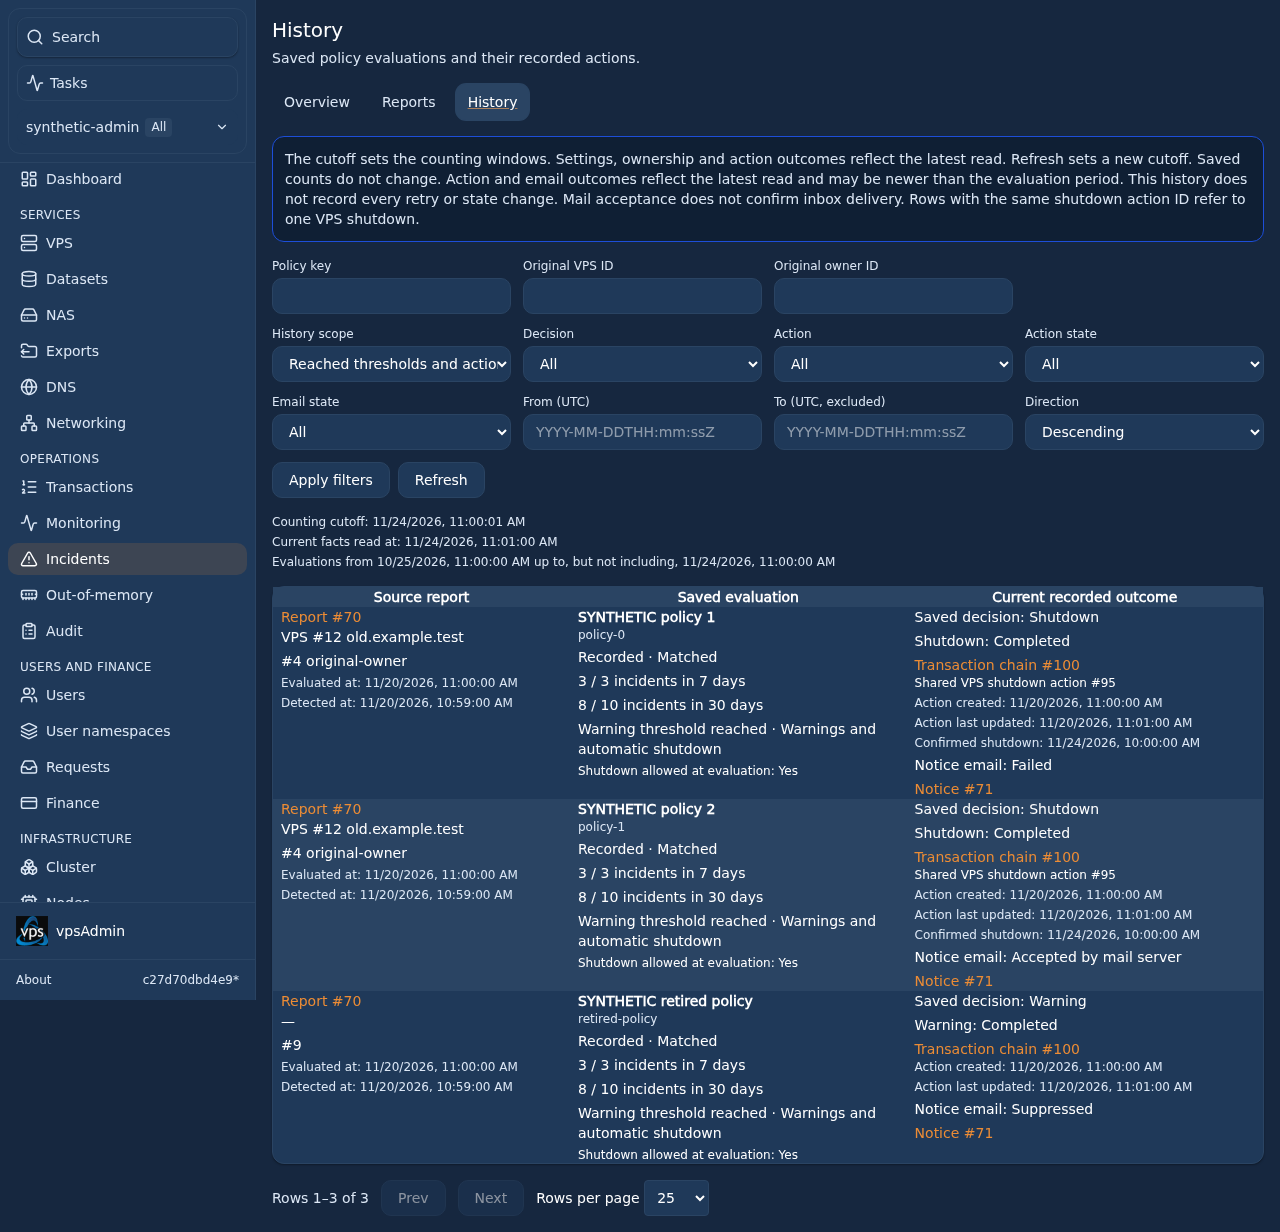 Search
Tasks
synthetic-admin All
Dashboard
SERVICES
VPS
Datasets
NAS
Exports
DNS
Networking
OPERATIONS
Transactions
Monitoring
Incidents
Out-of-memory
Audit
USERS AND FINANCE
Users
User namespaces
Requests
Finance
INFRASTRUCTURE
Cluster
Nodes
vpsAdmin
About c27d70dbd4e9*
History
Saved policy evaluations and their recorded actions.
Overview Reports History
The cutoff sets the counting windows. Settings, ownership and action outcomes reflect the latest read. Refresh sets a new cutoff. Saved
counts do not change. Action and email outcomes reflect the latest read and may be newer than the evaluation period. This history does
not record every retry or state change. Mail acceptance does not confirm inbox delivery. Rows with the same shutdown action ID refer to
one VPS shutdown.
Policy key Original VPS ID Original owner ID
History scope Decision Action Action state
Reached thresholds and actio All All All
Email state From (UTC) To (UTC, excluded) Direction
All YYYY-MM-DDTHH:mm:ssZ YYYY-MM-DDTHH:mm:ssZ Descending
Apply filters Refresh
Counting cutoff: 11/24/2026, 11:00:01 AM
Current facts read at: 11/24/2026, 11:01:00 AM
Evaluations from 10/25/2026, 11:00:00 AM up to, but not including, 11/24/2026, 11:00:00 AM
Source report Saved evaluation Current recorded outcome
Report #70
VPS #12 old.example.test
#4 original-owner
Evaluated at: 11/20/2026, 11:00:00 AM
Detected at: 11/20/2026, 10:59:00 AM
SYNTHETIC policy 1
policy-0
Recorded · Matched
3 / 3 incidents in 7 days
8 / 10 incidents in 30 days
Warning threshold reached · Warnings and
automatic shutdown
Shutdown allowed at evaluation: Yes
Saved decision: Shutdown
Shutdown: Completed
Transaction chain #100
Shared VPS shutdown action #95
Action created: 11/20/2026, 11:00:00 AM
Action last updated: 11/20/2026, 11:01:00 AM
Confirmed shutdown: 11/24/2026, 10:00:00 AM
Notice email: Failed
Notice #71
Report #70
VPS #12 old.example.test
#4 original-owner
Evaluated at: 11/20/2026, 11:00:00 AM
Detected at: 11/20/2026, 10:59:00 AM
SYNTHETIC policy 2
policy-1
Recorded · Matched
3 / 3 incidents in 7 days
8 / 10 incidents in 30 days
Warning threshold reached · Warnings and
automatic shutdown
Shutdown allowed at evaluation: Yes
Saved decision: Shutdown
Shutdown: Completed
Transaction chain #100
Shared VPS shutdown action #95
Action created: 11/20/2026, 11:00:00 AM
Action last updated: 11/20/2026, 11:01:00 AM
Confirmed shutdown: 11/24/2026, 10:00:00 AM
Notice email: Accepted by mail server
Notice #71
Report #70
—
#9
Evaluated at: 11/20/2026, 11:00:00 AM
Detected at: 11/20/2026, 10:59:00 AM
SYNTHETIC retired policy
retired-policy
Recorded · Matched
3 / 3 incidents in 7 days
8 / 10 incidents in 30 days
Warning threshold reached · Warnings and
automatic shutdown
Shutdown allowed at evaluation: Yes
Saved decision: Warning
Warning: Completed
Transaction chain #100
Action created: 11/20/2026, 11:00:00 AM
Action last updated: 11/20/2026, 11:01:00 AM
Notice email: Suppressed
Notice #71
Rows 1–3 of 3 Prev Next Rows per page 25